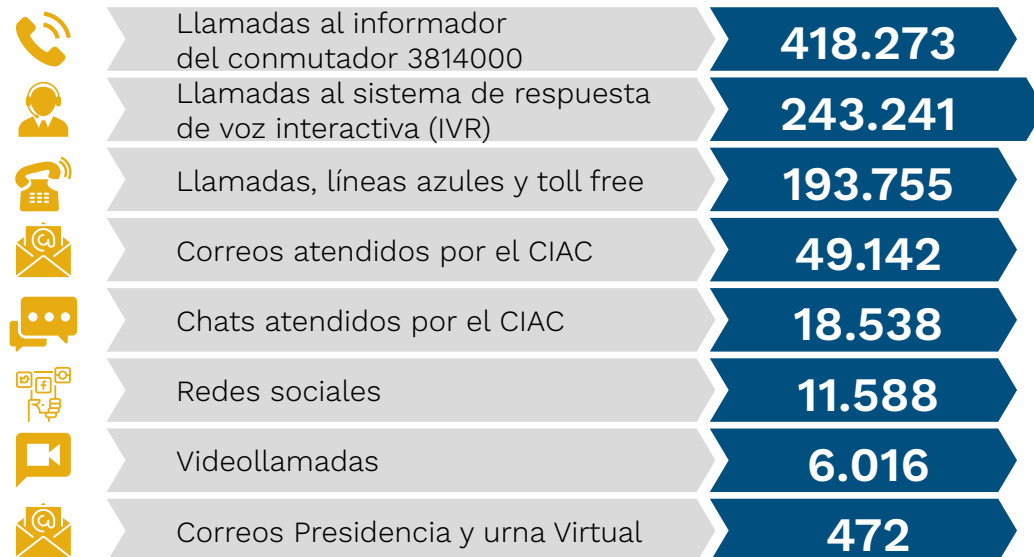 Llamadas al informador
del conmutador 3814000
418.273
Llamadas al sistema de respuesta
de voz interactiva (IVR)
243.241
Llamadas, líneas azules y toll free
193.755
Correos atendidos por el CIAC
49.142
Chats atendidos por el CIAC
18.538
Redes sociales
11.588
Videollamadas
6.016
Correos Presidencia y urna Virtual
472